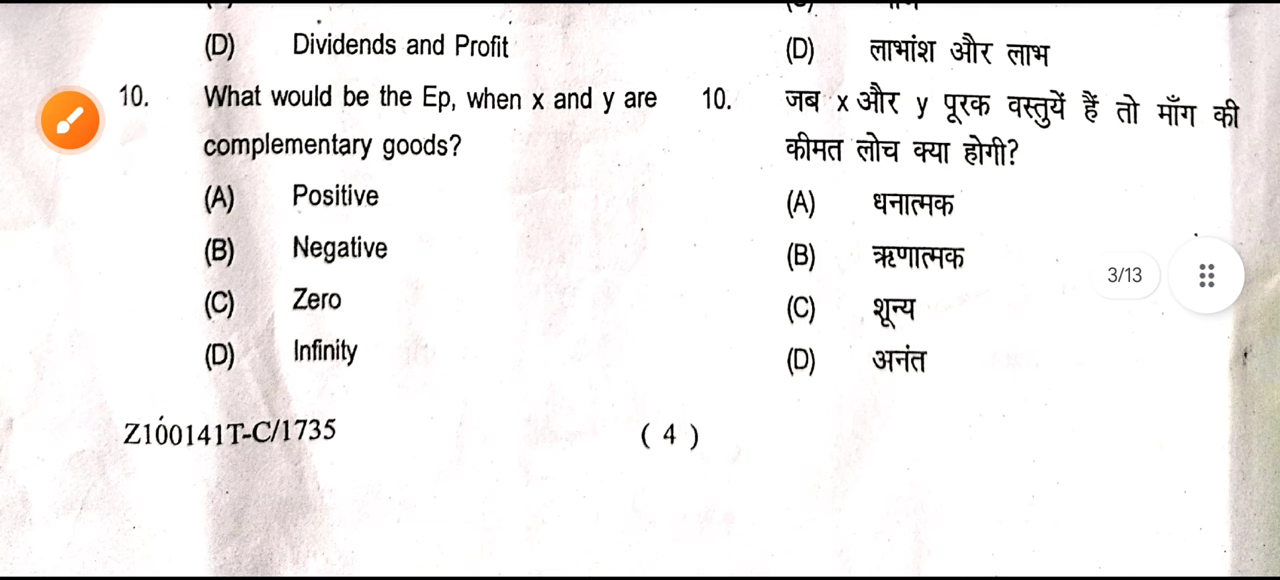 (D) Dividends and Profit
10. What would be the Ep, when x and y are
complementary goods?
(A) Positive
(B) Negative
(C) Zero
(D) Infinity
(D) लाभांश और लाभ
10. जब x और y पूरक वस्तुयें हैं तो माँग की
कीमत लोच क्या होगी?
(A) धनात्मक
(B) ऋणात्मक
(C) शून्य
(D) अनंत
3/13
Z100141T-C/1735
( 4 )